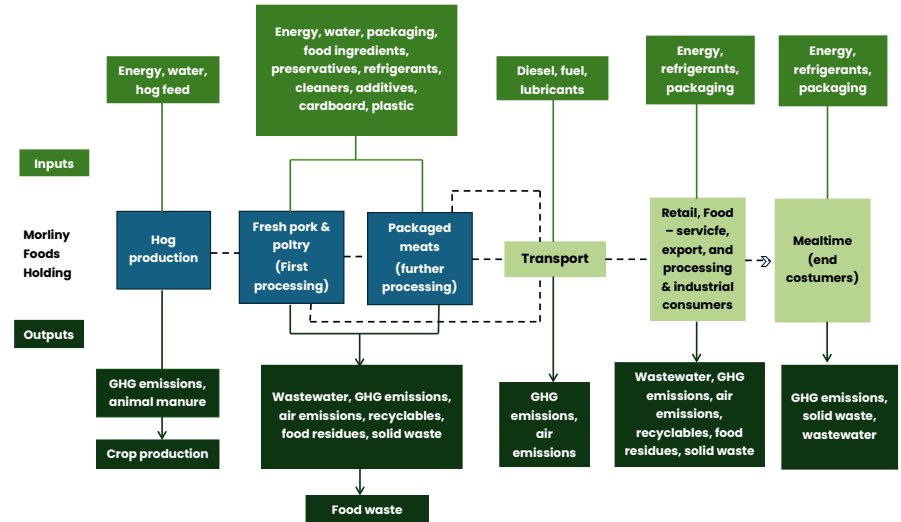 Energy, water,
hog feed
Energy, water, packaging,
food ingredients,
preservatives, refrigerants,
cleaners, additives,
cardboard, plastic
Diesel, fuel,
lubricants
Energy,
refrigerants,
packaging
Energy,
refrigerants,
packaging
Inputs
Morliny
Foods
Holding
Hog
production
Fresh pork &
poltry
(First
processing)
Packaged
meats
(further
processing)
Transport
Retail, Food
– servicfe,
export, and
processing
& industrial
consumers
Mealtime
(end
costumers)
Outputs
GHG emissions,
animal manure
Crop production
Wastewater, GHG emissions,
air emissions, recyclables,
food residues, solid waste
Food waste
GHG
emissions,
air
emissions
Wastewater, GHG
emissions, air
emissions,
recyclables, food
residues, solid waste
GHG emissions,
solid waste,
wastewater